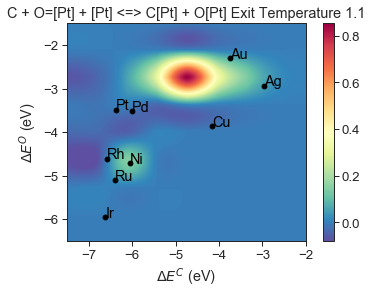 C + O=[Pt] + [Pt] <=> C[Pt] + O[Pt] Exit Temperature 1.1
0.8
0.6
0.4
0.2
0.0
−2
−3
−4
−5
−6
ΔE^O (eV)
Au
Ag
Pt
Pd
Cu
Rh
Ni
Ru
Ir
−7
−6
−5
−4
−3
−2
ΔE^C (eV)